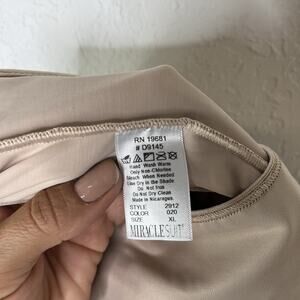 RN 19681
# D9145
Hand Wash Warm
Only Non-Chlorine
Bleach When Needed
Line Dry in the Shade
Do Not Iron
Do Not Dry Clean
Made in Nicaragua.
STYLE 2912
COLOR 020
SIZE XL
MIRACLESUIT